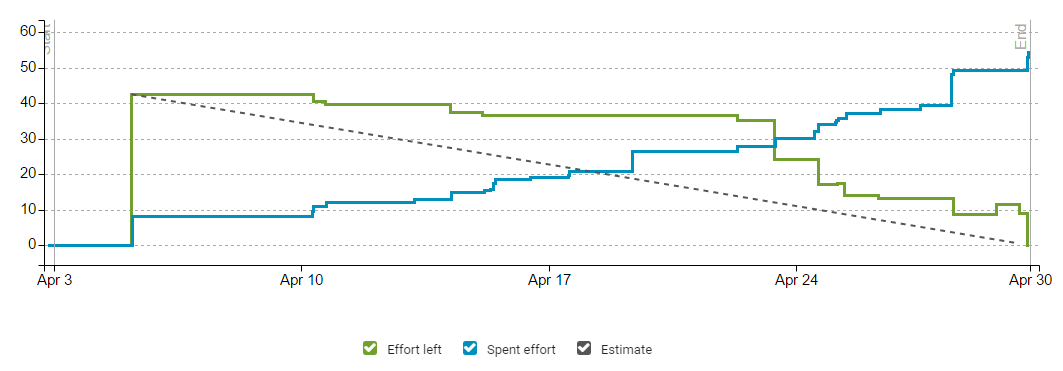 60
50
40
30
20
10
0
Start
End
Apr 3
Apr 10
Apr 17
Apr 24
Apr 30
Effort left
Spent effort
Estimate